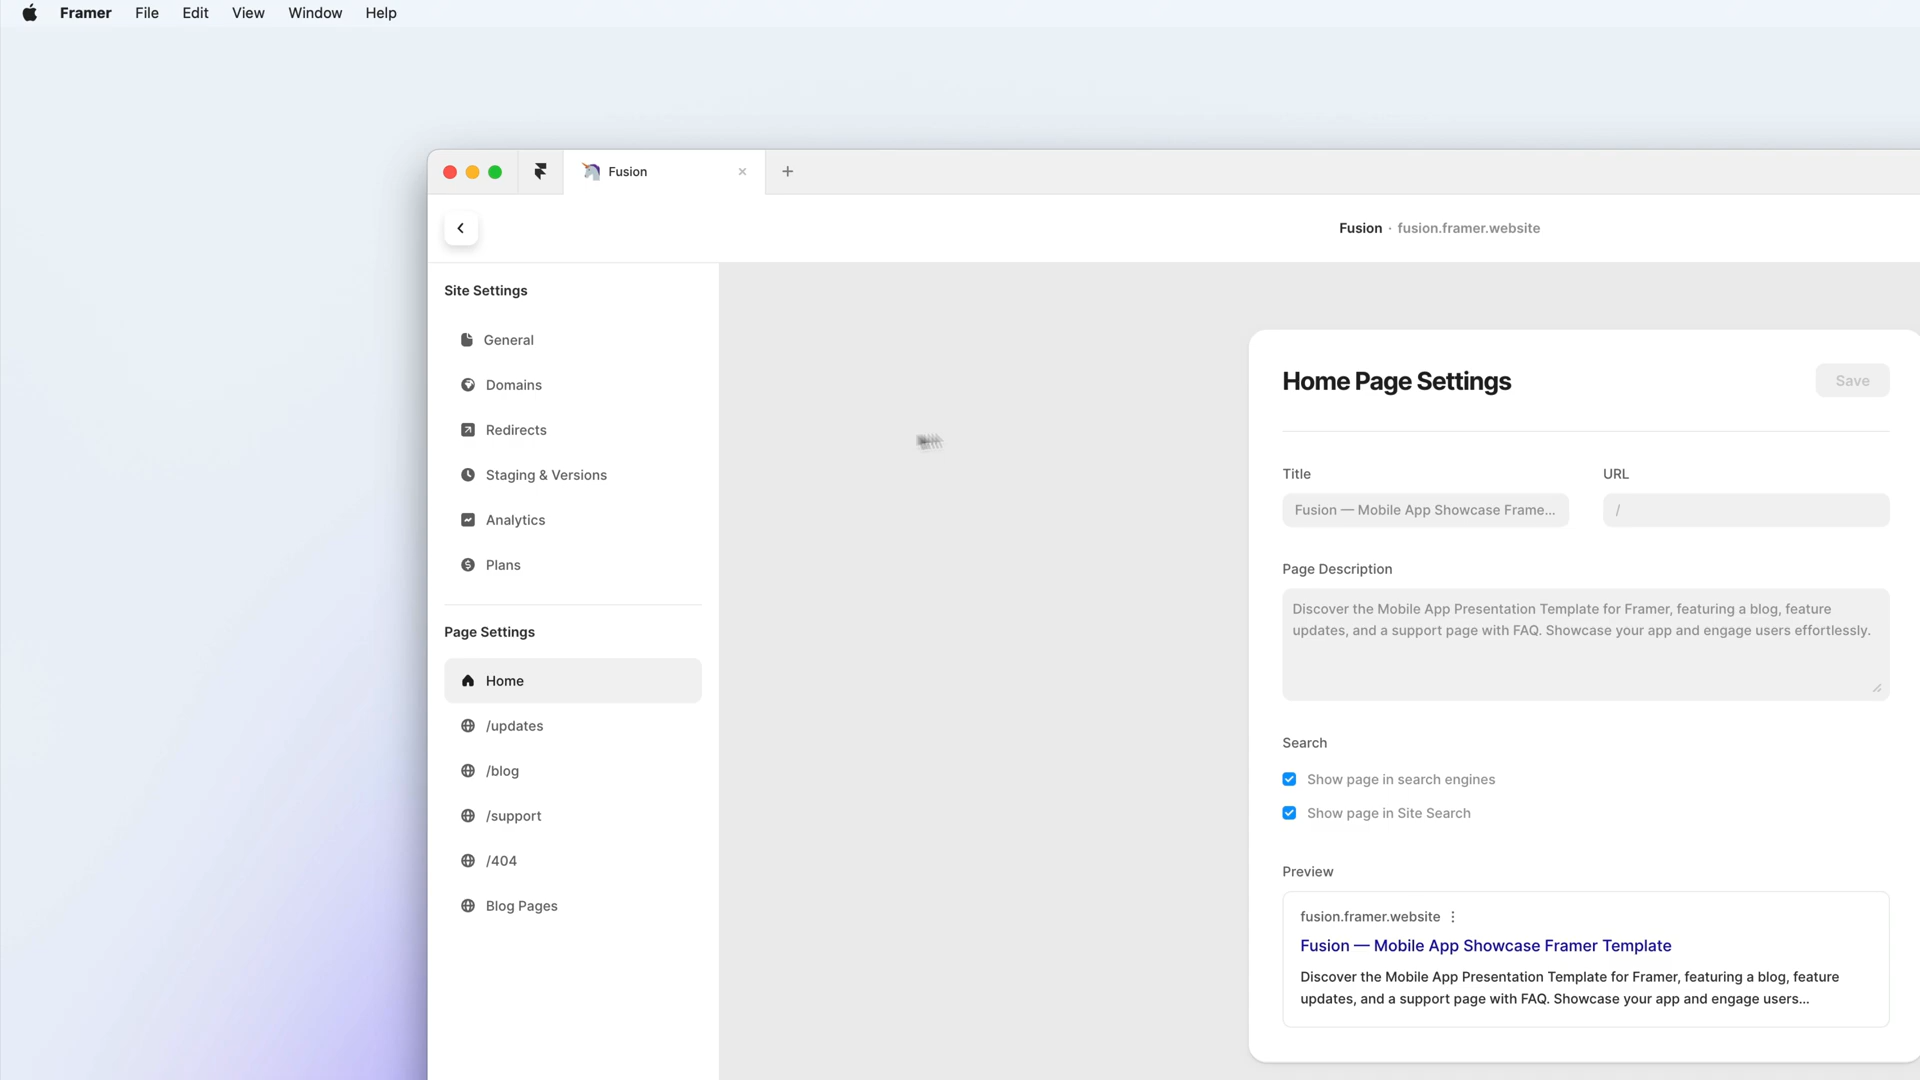 Framer File Edit View Window Help
Fusion
Fusion · fusion.framer.website
Site Settings
General
Domains
Redirects
Staging & Versions
Analytics
Plans
Page Settings
Home
/updates
/blog
/support
/404
Blog Pages
Home Page Settings
Save
Title
URL
Fusion — Mobile App Showcase Frame...
/
Page Description
Discover the Mobile App Presentation Template for Framer, featuring a blog, feature
updates, and a support page with FAQ. Showcase your app and engage users effortlessly.
Search
Show page in search engines
Show page in Site Search
Preview
fusion.framer.website
Fusion — Mobile App Showcase Framer Template
Discover the Mobile App Presentation Template for Framer, featuring a blog, feature
updates, and a support page with FAQ. Showcase your app and engage users...